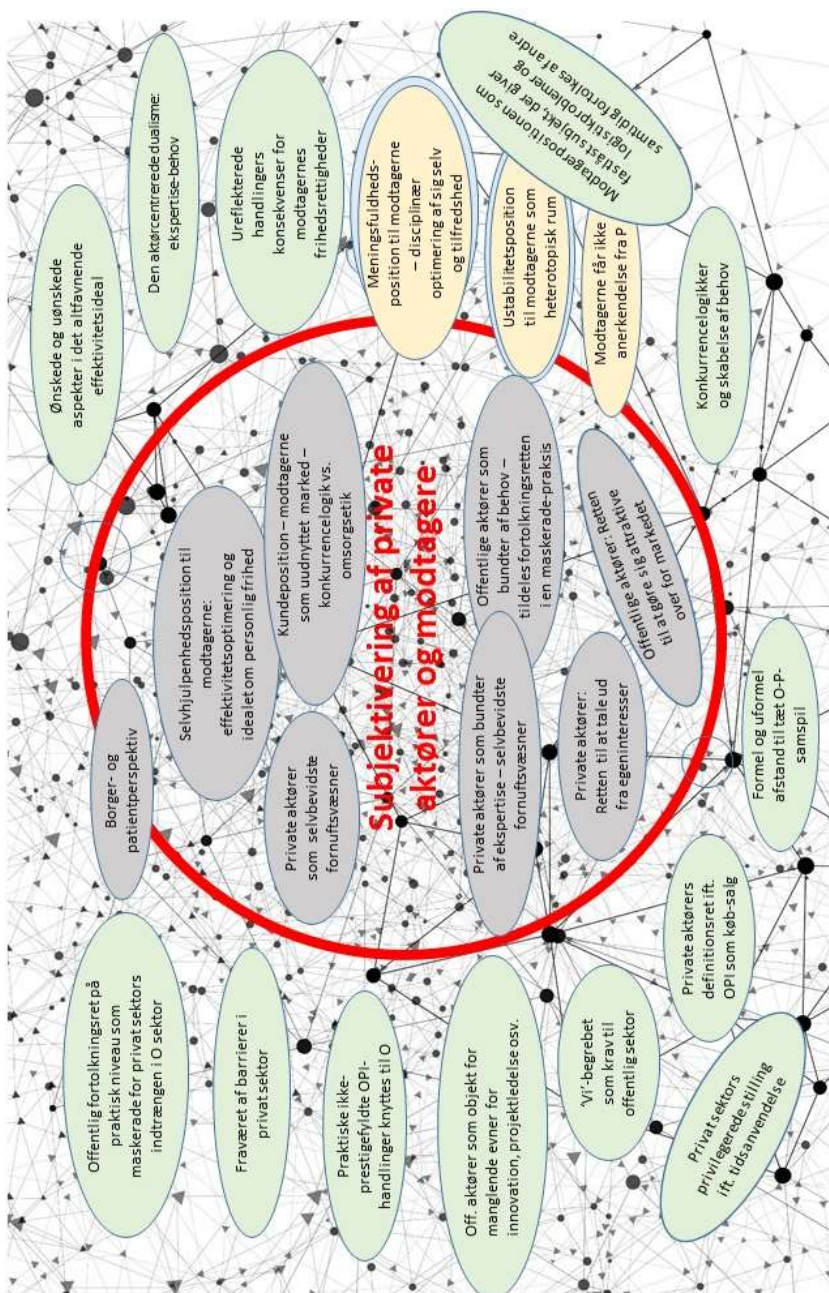 Offentlig fortolkningsret på
praktisk niveau som
maskerade for privat sektors
indtrængen i O sektor
Borger- og
patientperspektiv
Ønskede og uønskede
aspekter i det altfavnende
effektivitetsideal
Den aktørcentrerede dualisme:
ekspertise-behov
Fraværet af barrierer i
privat sektor
Selvhjulpenhedsposition til
modtagerne:
effektivitetsoptimering og
idealet om personlig frihed
Ureflekterede
handlingers
konsekvenser for
modtagernes
frihedsrettigheder
Private aktører
som selvbevidste
fornuftsvæsner
Kundeposition – modtagerne
som uudnyttet marked –
konkurrencelogik vs.
omsorgsetik
Praktiske ikke-
prestigefyldte OPI-
handlinger knyttes til O
Subjektivering af private
aktører og modtagere
Meningsfuldheds-
position til modtagerne
– disciplinær
optimering af sig selv
og tilfredshed
Off. aktører som objekt for
manglende evner for
innovation, projektledelse osv.
Private aktører som bundter
af ekspertise – selvbevidste
fornuftsvæsner
Offentlige aktører som
bundter af behov –
tildeles fortolkningsretten
i en maskerade-praksis
Ustabilitetsposition
til modtagerne som
heterotopisk rum
Modtagerpositionen som
fastlåst subjekt, der giver
logistikproblemer og
samtidig fortolkes af andre
'Vi'-begrebet
som krav til
offentlig sektor
Private aktører:
Retten til at tale ud
fra egeninteresser
Offentlige aktører: Retten
til at gøre sig attraktive
over for markedet
Modtagerne får ikke
anerkendelse fra P
Privat sektors
privilegerede stilling
ift. tidsanvendelse
Private aktørers
definitionsret ift.
OPI som køb-salg
Formel og uformel
afstand til tæt O-P-
samspil
Konkurrencelogikker
og skabelse af behov